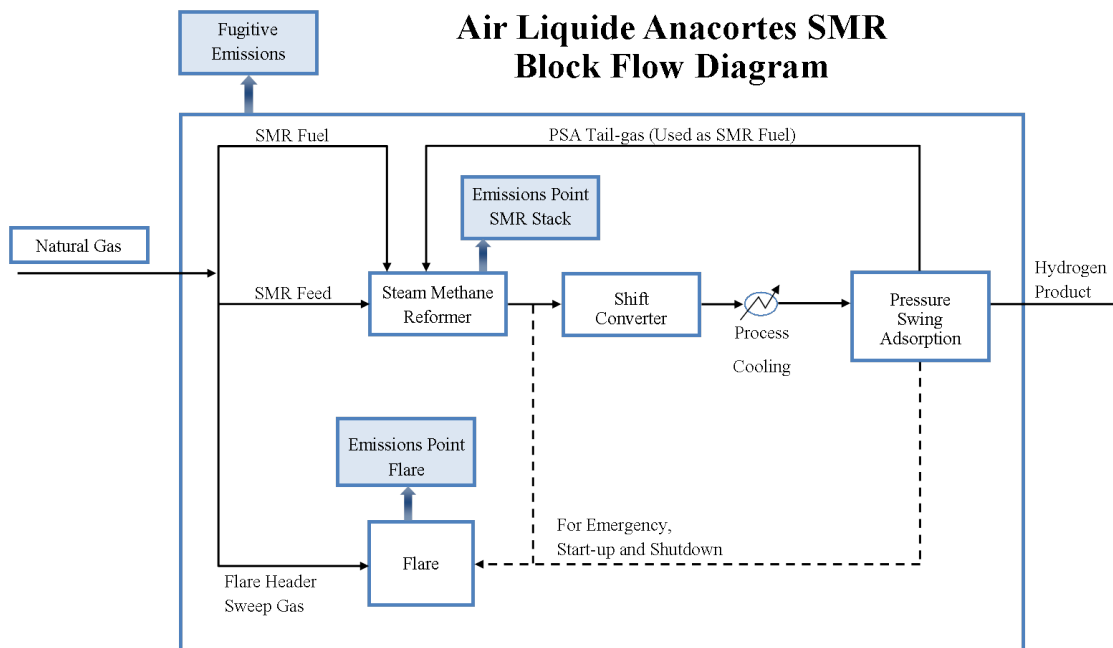 Air Liquide Anacortes SMR
Block Flow Diagram
Fugitive
Emissions
SMR Fuel
PSA Tail-gas (Used as SMR Fuel)
Emissions Point
SMR Stack
Natural Gas
SMR Feed
Steam Methane
Reformer
Shift
Converter
Process
Cooling
Pressure
Swing
Adsorption
Hydrogen
Product
Emissions Point
Flare
For Emergency,
Start-up and Shutdown
Flare
Flare Header
Sweep Gas